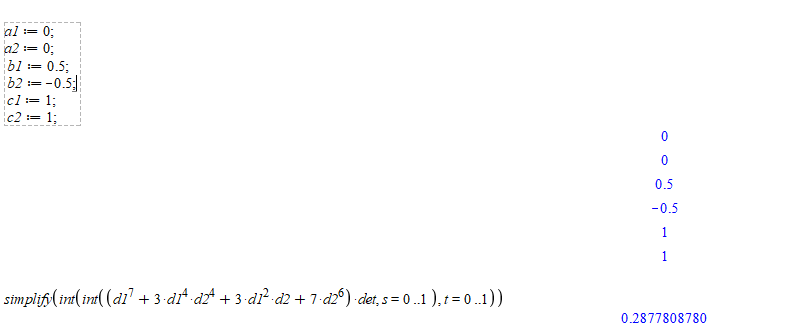 a1 := 0;
a2 := 0;
b1 := 0.5;
b2 := -0.5;
c1 := 1;
c2 := 1;
0
0
0.5
-0.5
1
1
simplify(int(int((d1^7 + 3·d1^4·d2^4 + 3·d1^2·d2 + 7·d2^6)·det, s = 0 ..1 ), t = 0 ..1))
0.2877808780